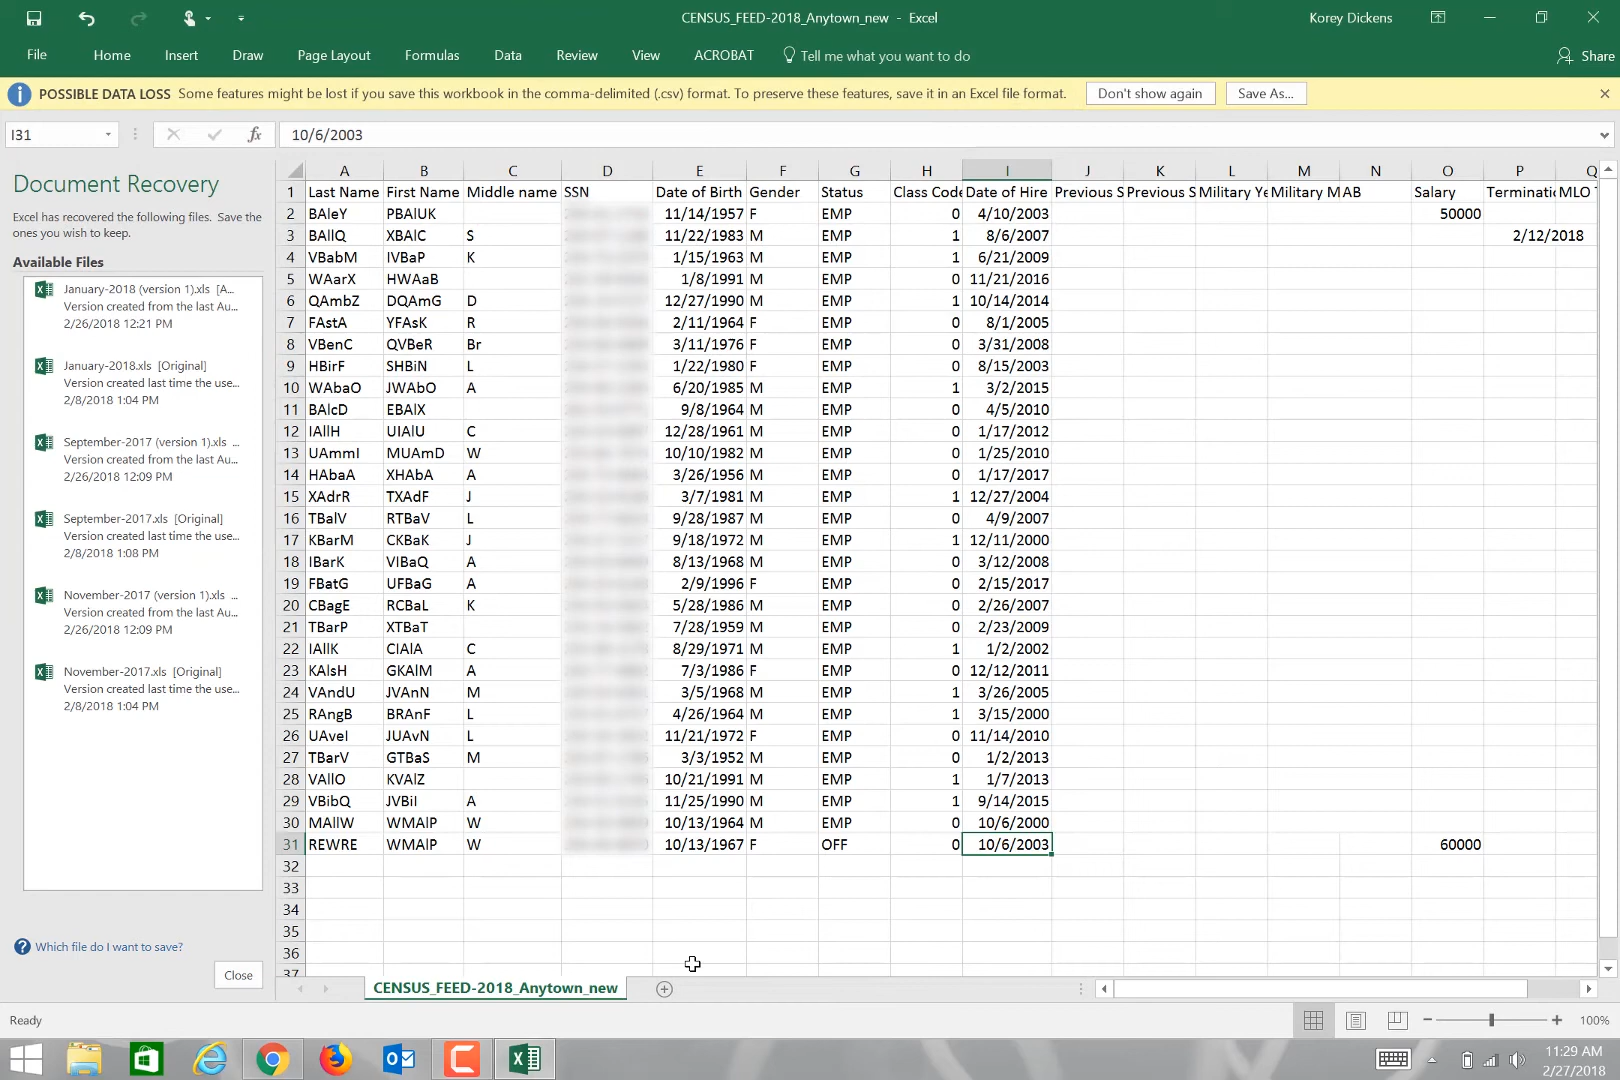 CENSUS_FEED-2018_Anytown_new - Excel
Korey Dickens
File Home Insert Draw Page Layout Formulas Data Review View ACROBAT Tell me what you want to do Share
POSSIBLE DATA LOSS Some features might be lost if you save this workbook in the comma-delimited (.csv) format. To preserve these features, save it in an Excel file format. Don't show again Save As...
I31 fx 10/6/2003
Document Recovery
Excel has recovered the following files. Save the
ones you wish to keep.
Available Files
January-2018 (version 1).xls [A...
Version created from the last Au...
2/26/2018 12:21 PM
January-2018.xls [Original]
Version created last time the use...
2/8/2018 1:04 PM
September-2017 (version 1).xls ...
Version created from the last Au...
2/26/2018 12:09 PM
September-2017.xls [Original]
Version created last time the use...
2/8/2018 1:08 PM
November-2017 (version 1).xls ...
Version created from the last Au...
2/26/2018 12:09 PM
November-2017.xls [Original]
Version created last time the use...
2/8/2018 1:04 PM
Which file do I want to save?
Close
A B C D E F G H I J K L M N O P Q
1 Last Name First Name Middle name SSN Date of Birth Gender Status Class Code Date of Hire Previous S Previous S Military Ye Military M AB Salary Terminati MLO T
2 BAleY PBAlUK 11/14/1957 F EMP 0 4/10/2003 50000
3 BAllQ XBAlC S 11/22/1983 M EMP 1 8/6/2007 2/12/2018
4 VBabM IVBaP K 1/15/1963 M EMP 1 6/21/2009
5 WAarX HWAaB 1/8/1991 M EMP 0 11/21/2016
6 QAmbZ DQAmG D 12/27/1990 M EMP 1 10/14/2014
7 FAstA YFAsK R 2/11/1964 F EMP 0 8/1/2005
8 VBenC QVBeR Br 3/11/1976 F EMP 0 3/31/2008
9 HBirF SHBiN L 1/22/1980 F EMP 0 8/15/2003
10 WAbaO JWAbO A 6/20/1985 M EMP 1 3/2/2015
11 BAlcD EBAlX 9/8/1964 M EMP 0 4/5/2010
12 IAllH UIAlU C 12/28/1961 M EMP 0 1/17/2012
13 UAmmI MUAmD W 10/10/1982 M EMP 0 1/25/2010
14 HAbaA XHAbA A 3/26/1956 M EMP 0 1/17/2017
15 XAdrR TXAdF J 3/7/1981 M EMP 1 12/27/2004
16 TBalV RTBaV L 9/28/1987 M EMP 0 4/9/2007
17 KBarM CKBaK J 9/18/1972 M EMP 1 12/11/2000
18 IBarK VIBaQ A 8/13/1968 M EMP 0 3/12/2008
19 FBatG UFBaG A 2/9/1996 F EMP 0 2/15/2017
20 CBagE RCBaL K 5/28/1986 M EMP 0 2/26/2007
21 TBarP XTBaT 7/28/1959 M EMP 0 2/23/2009
22 IAllK CIAlA C 8/29/1971 M EMP 1 1/2/2002
23 KAlsH GKAlM A 7/3/1986 F EMP 0 12/12/2011
24 VAndU JVAnN M 3/5/1968 M EMP 1 3/26/2005
25 RAngB BRAnF L 4/26/1964 M EMP 1 3/15/2000
26 UAveI JUAvN L 11/21/1972 F EMP 0 11/14/2010
27 TBarV GTBaS M 3/3/1952 M EMP 0 1/2/2013
28 VAllO KVAlZ 10/21/1991 M EMP 1 1/7/2013
29 VBibQ JVBiI A 11/25/1990 M EMP 1 9/14/2015
30 MAllW WMAlP W 10/13/1964 M EMP 0 10/6/2000
31 REWRE WMAlP W 10/13/1967 F OFF 0 10/6/2003 60000
32
33
34
35
36
37
CENSUS_FEED-2018_Anytown_new
Ready 100%
11:29 AM
2/27/2018